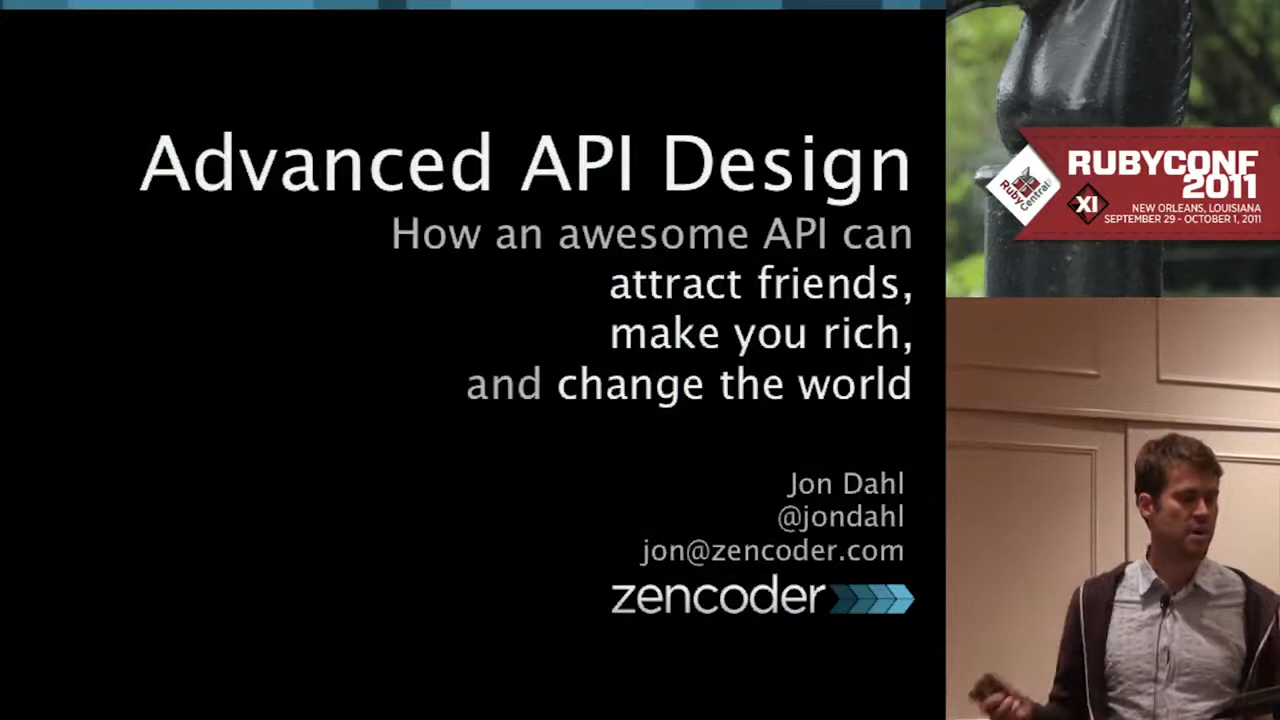 Advanced API Design
How an awesome API can
attract friends,
make you rich,
and change the world
Jon Dahl
@jondahl
jon@zencoder.com
zencoder
RUBYCONF
2011
XI
RubyCentral
NEW ORLEANS, LOUISIANA
SEPTEMBER 29 - OCTOBER 1, 2011